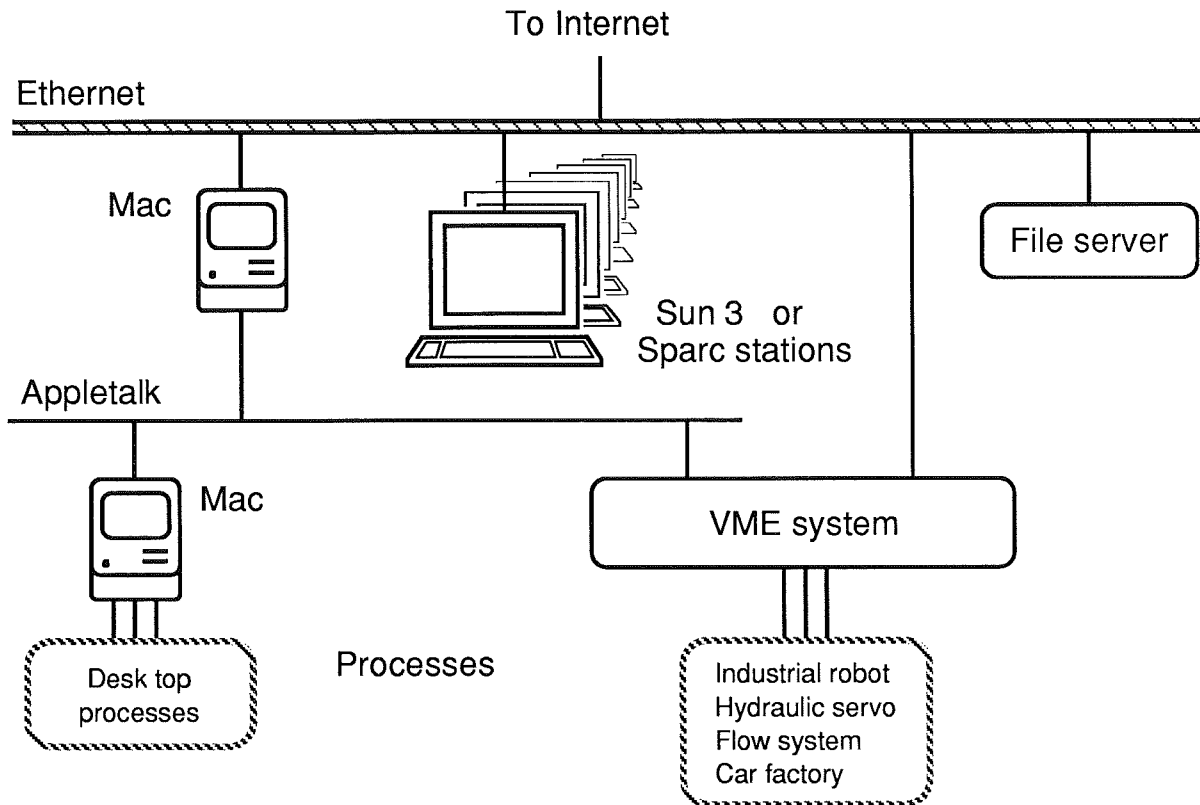 To Internet
Ethernet
Mac
File server
Sun 3 or
Sparc stations
Appletalk
Mac
VME system
Processes
Desk top
processes
Industrial robot
Hydraulic servo
Flow system
Car factory